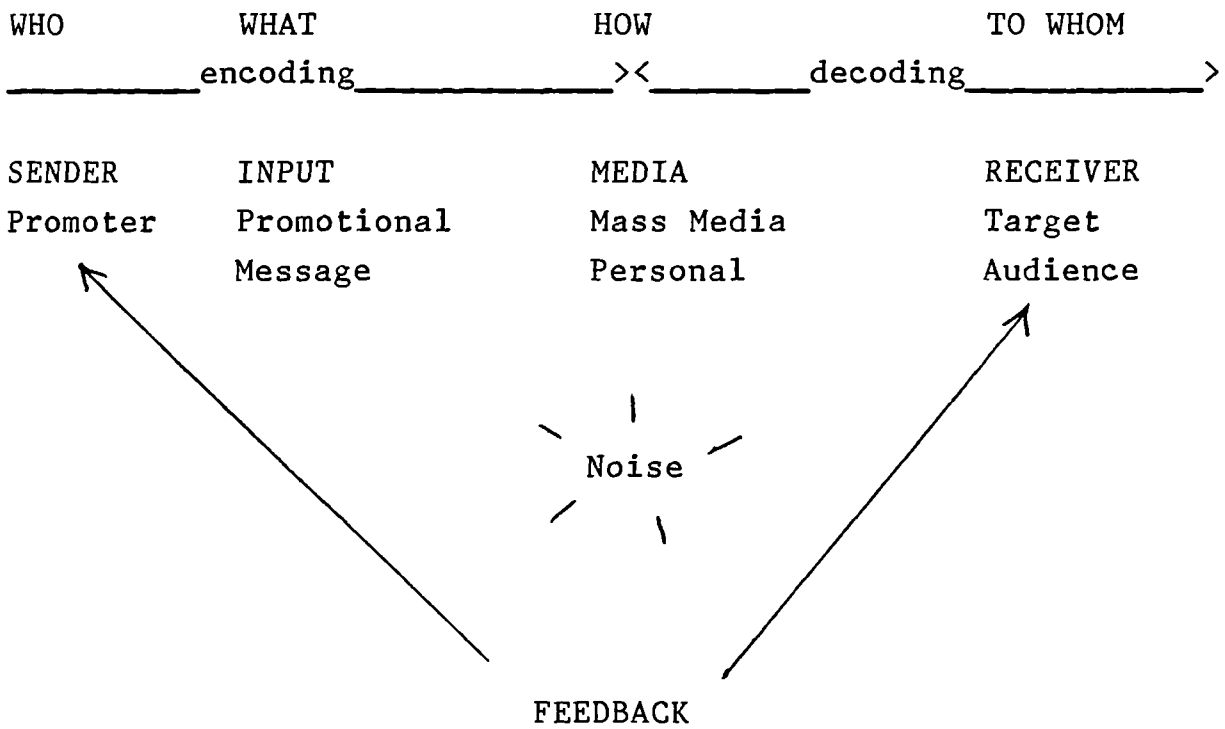 WHO WHAT HOW TO WHOM
encoding >< decoding >
SENDER INPUT MEDIA RECEIVER
Promoter Promotional Mass Media Target
Message Personal Audience
Noise
FEEDBACK